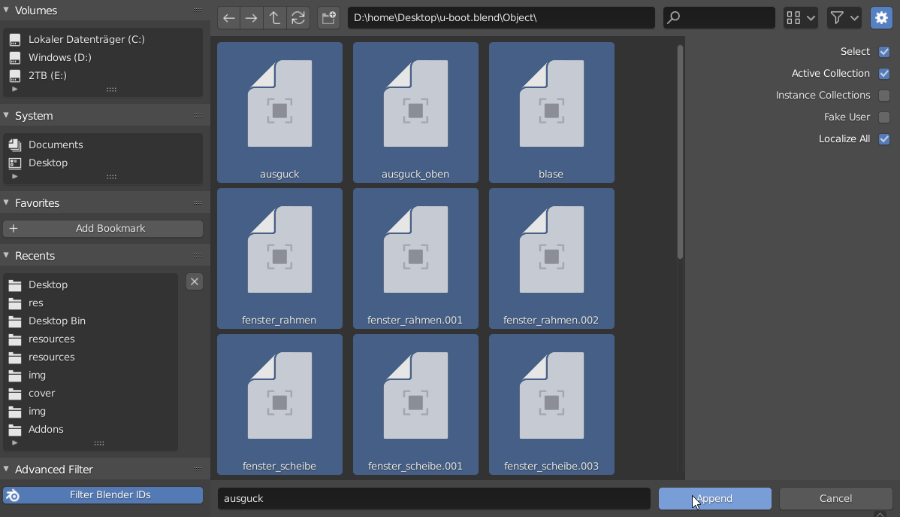 Volumes
Lokaler Datenträger (C:)
Windows (D:)
2TB (E:)
System
Documents
Desktop
Favorites
Add Bookmark
Recents
Desktop
res
Desktop Bin
resources
resources
img
cover
img
Addons
Advanced Filter
Filter Blender IDs
D:\home\Desktop\u-boot.blend\Object\
ausguck
ausguck_oben
blase
fenster_rahmen
fenster_rahmen.001
fenster_rahmen.002
fenster_scheibe
fenster_scheibe.001
fenster_scheibe.003
ausguck
Append
Cancel
Select
Active Collection
Instance Collections
Fake User
Localize All